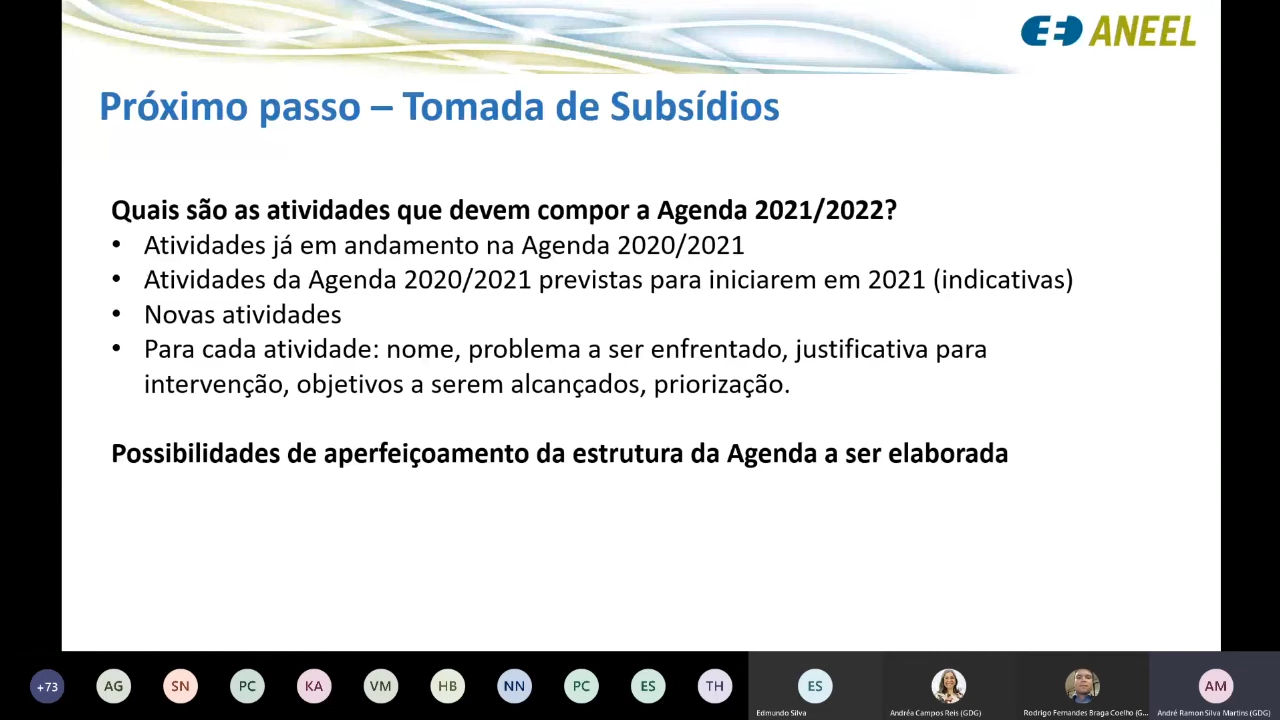 ANEEL
Próximo passo – Tomada de Subsídios
Quais são as atividades que devem compor a Agenda 2021/2022?
• Atividades já em andamento na Agenda 2020/2021
• Atividades da Agenda 2020/2021 previstas para iniciarem em 2021 (indicativas)
• Novas atividades
• Para cada atividade: nome, problema a ser enfrentado, justificativa para
intervenção, objetivos a serem alcançados, priorização.
Possibilidades de aperfeiçoamento da estrutura da Agenda a ser elaborada
+73 AG SN PC KA VM HB NN PC ES TH ES AM
Edmundo Silva Andréa Campos Reis (GDG) Rodrigo Fernandes Braga Coelho (G... André Ramon Silva Martins (GDG)